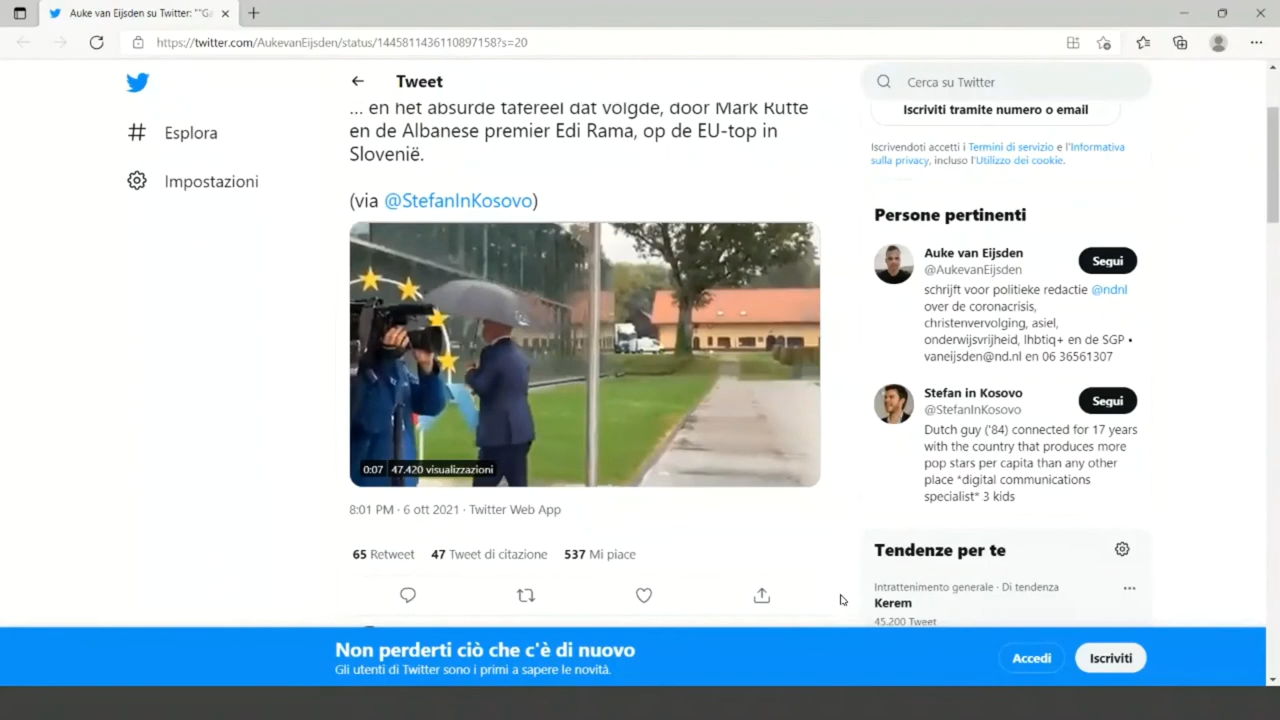 Auke van Eijsden su Twitter: ""Ga
https://twitter.com/AukevanEijsden/status/1445811436110897158?s=20
Tweet
Esplora
Impostazioni
... en het absurde tafereel dat volgde, door Mark Rutte
en de Albanese premier Edi Rama, op de EU-top in
Slovenië.
(via @StefanInKosovo)
0:07 47.420 visualizzazioni
8:01 PM · 6 ott 2021 · Twitter Web App
65 Retweet 47 Tweet di citazione 537 Mi piace
Cerca su Twitter
Iscriviti tramite numero o email
Iscrivendoti accetti i Termini di servizio e l'Informativa
sulla privacy, incluso l'Utilizzo dei cookie.
Persone pertinenti
Auke van Eijsden
@AukevanEijsden
Segui
schrijft voor politieke redactie @ndnl
over de coronacrisis,
christenvervolging, asiel,
onderwijsvrijheid, lhbtiq+ en de SGP •
vaneijsden@nd.nl en 06 36561307
Stefan in Kosovo
@StefanInKosovo
Segui
Dutch guy ('84) connected for 17 years
with the country that produces more
pop stars per capita than any other
place *digital communications
specialist* 3 kids
Tendenze per te
Intrattenimento generale · Di tendenza
Kerem
45.200 Tweet
Non perderti ciò che c'è di nuovo
Gli utenti di Twitter sono i primi a sapere le novità.
Accedi
Iscriviti